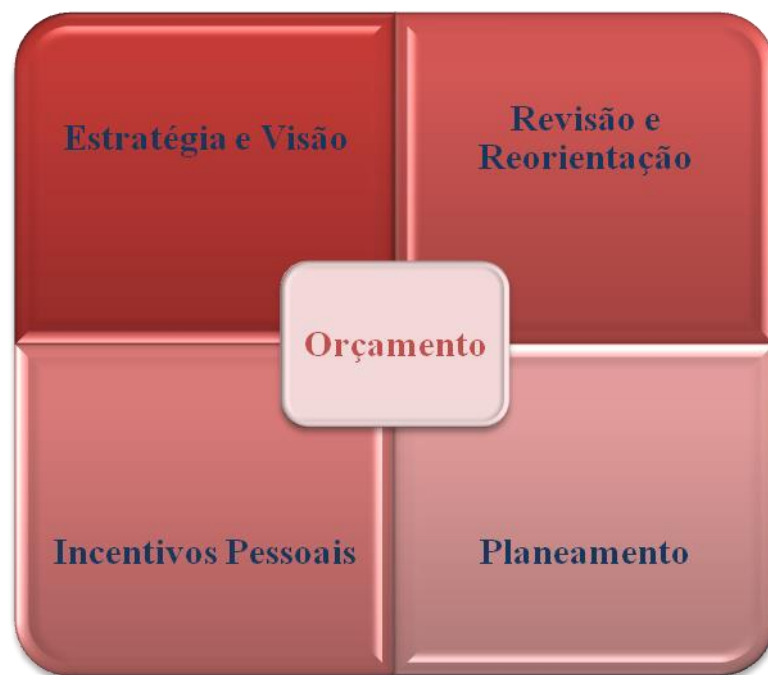 Estratégia e Visão
Revisão e
Reorientação
Orçamento
Incentivos Pessoais
Planeamento